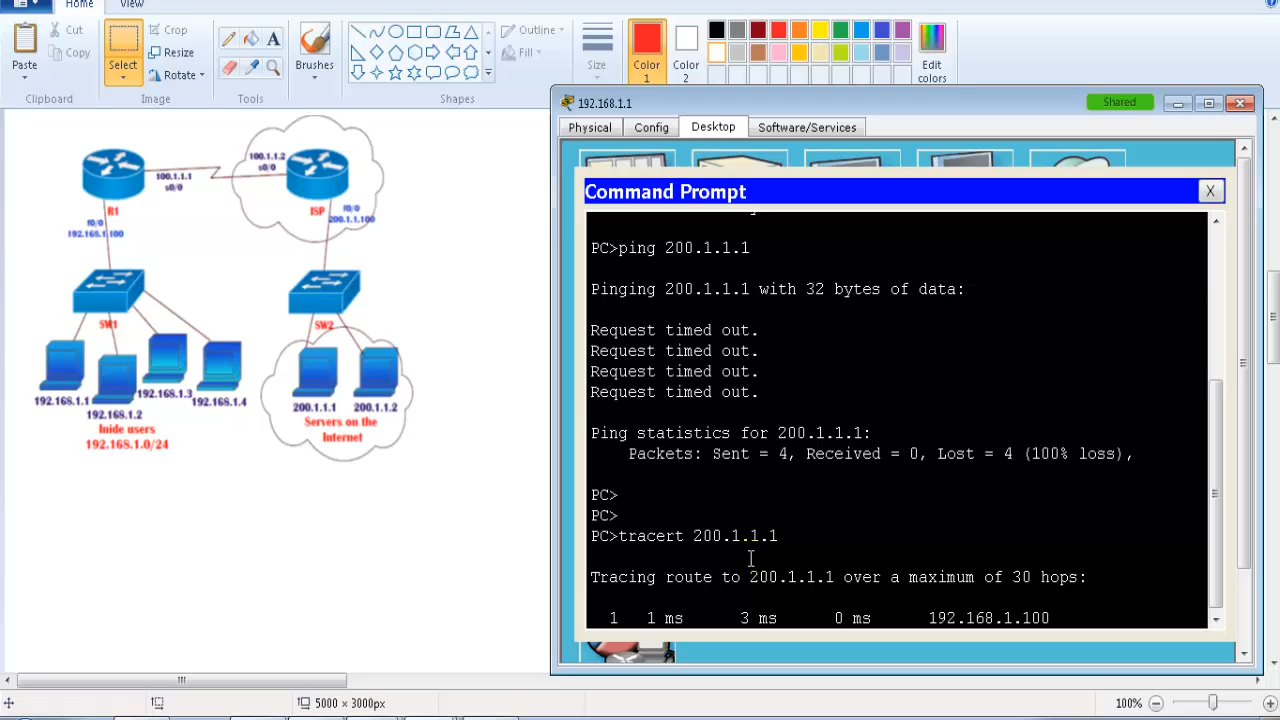 Home
View
Paste
Cut
Copy
Clipboard
Select
Crop
Resize
Rotate
Image
A
Tools
Brushes
Shapes
Outline
Fill
Size
Color
1
Color
2
Edit
colors
Colors
192.168.1.1
Shared
Physical
Config
Desktop
Software/Services
Command Prompt
X
PC>ping 200.1.1.1
Pinging 200.1.1.1 with 32 bytes of data:
Request timed out.
Request timed out.
Request timed out.
Request timed out.
Ping statistics for 200.1.1.1:
Packets: Sent = 4, Received = 0, Lost = 4 (100% loss),
PC>
PC>
PC>tracert 200.1.1.1
Tracing route to 200.1.1.1 over a maximum of 30 hops:
1 1 ms 3 ms 0 ms 192.168.1.100
100.1.1.1
s0/0
100.1.1.2
s0/0
R1
ISP
f0/0
192.168.1.100
f0/0
200.1.1.100
SW1
SW2
192.168.1.1
192.168.1.2
192.168.1.3
192.168.1.4
Inide users
192.168.1.0/24
200.1.1.1
200.1.1.2
Servers on the
Internet
5000 × 3000px
100%